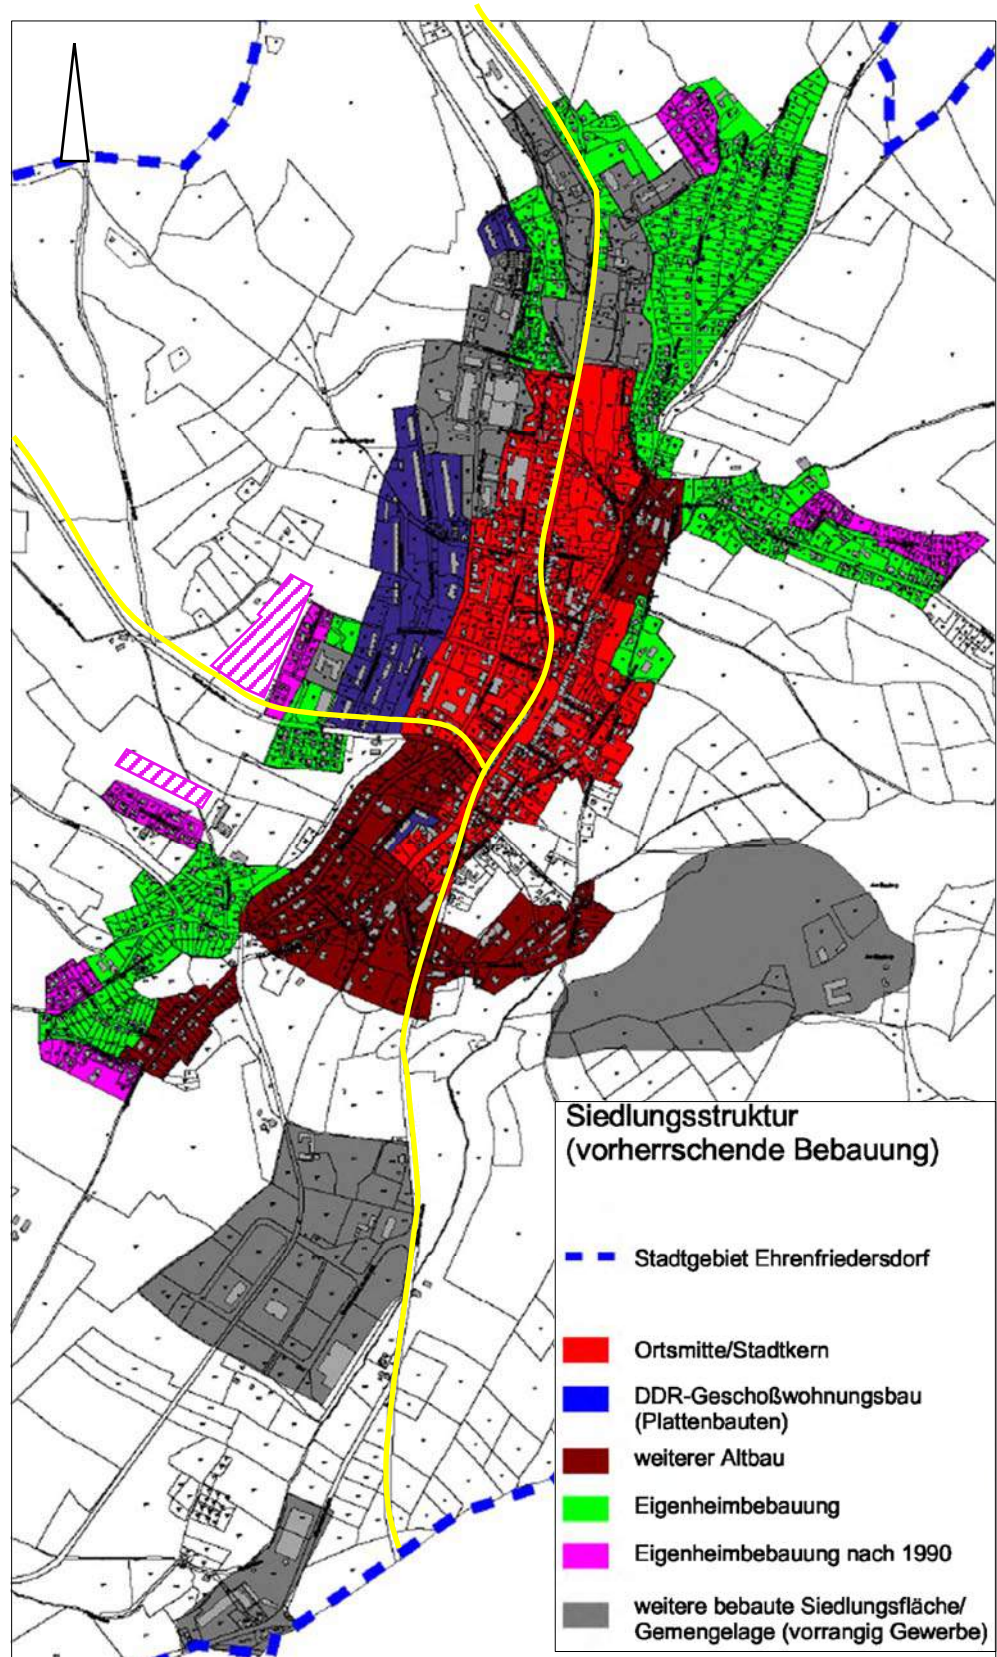 Siedlungsstruktur
(vorherrschende Bebauung)
Stadtgebiet Ehrenfriedersdorf
Ortsmitte/Stadtkern
DDR-Geschoßwohnungsbau
(Plattenbauten)
weiterer Altbau
Eigenheimbebauung
Eigenheimbebauung nach 1990
weitere bebaute Siedlungsfläche/
Gemengelage (vorrangig Gewerbe)